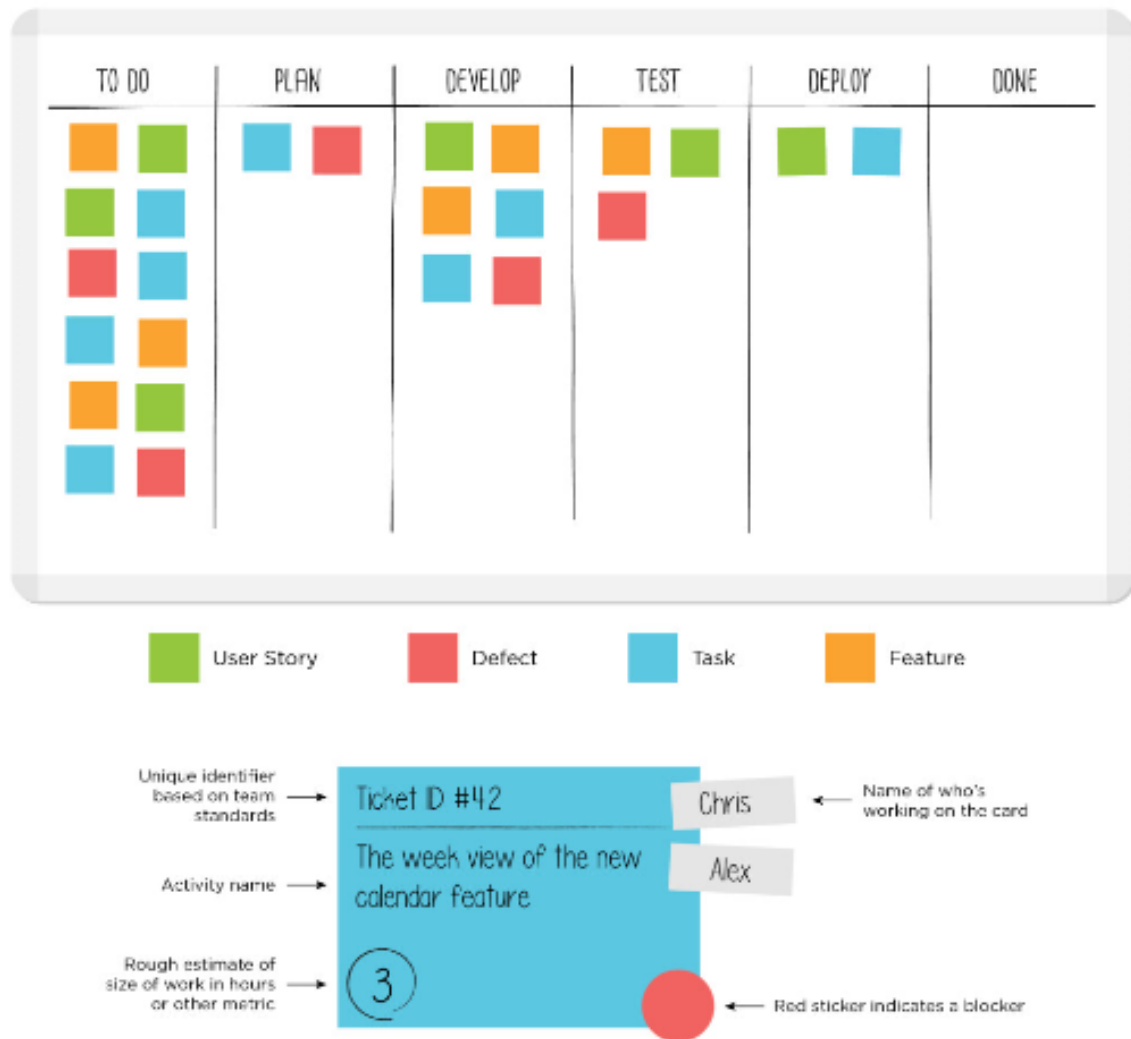 TO DO
PLAN
DEVELOP
TEST
DEPLOY
DONE
User Story
Defect
Task
Feature
Unique identifier
based on team
standards
Ticket ID #42
Chris
Name of who's
working on the card
Activity name
The week view of the new
calendar feature
Alex
Rough estimate of
size of work in hours
or other metric
3
Red sticker indicates a blocker